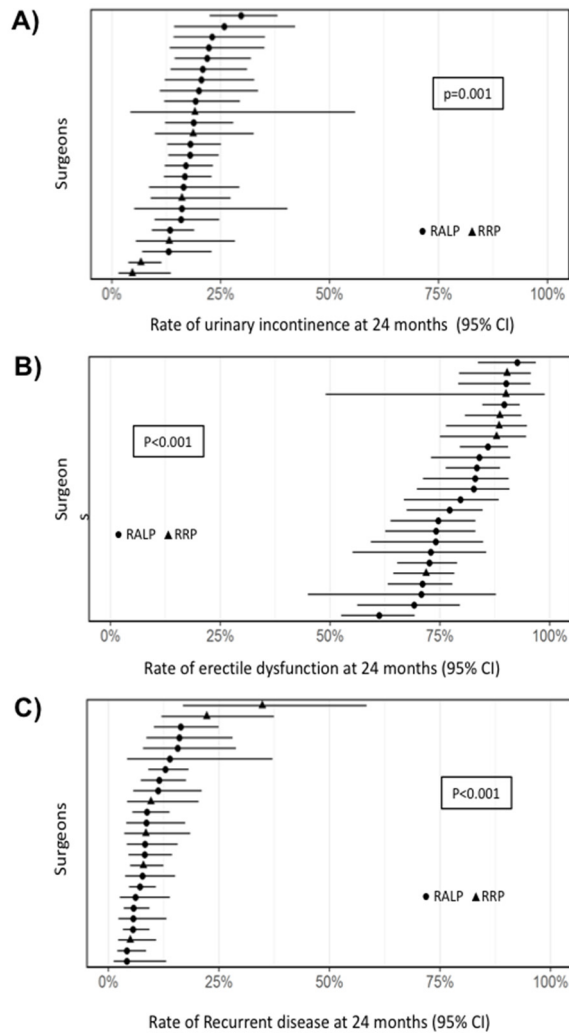 A)
p=0.001
Surgeons
● RALP ▲ RRP
0% 25% 50% 75% 100%
Rate of urinary incontinence at 24 months (95% CI)
B)
P<0.001
Surgeon
s
● RALP ▲ RRP
0% 25% 50% 75% 100%
Rate of erectile dysfunction at 24 months (95% CI)
C)
P<0.001
Surgeons
● RALP ▲ RRP
0% 25% 50% 75% 100%
Rate of Recurrent disease at 24 months (95% CI)